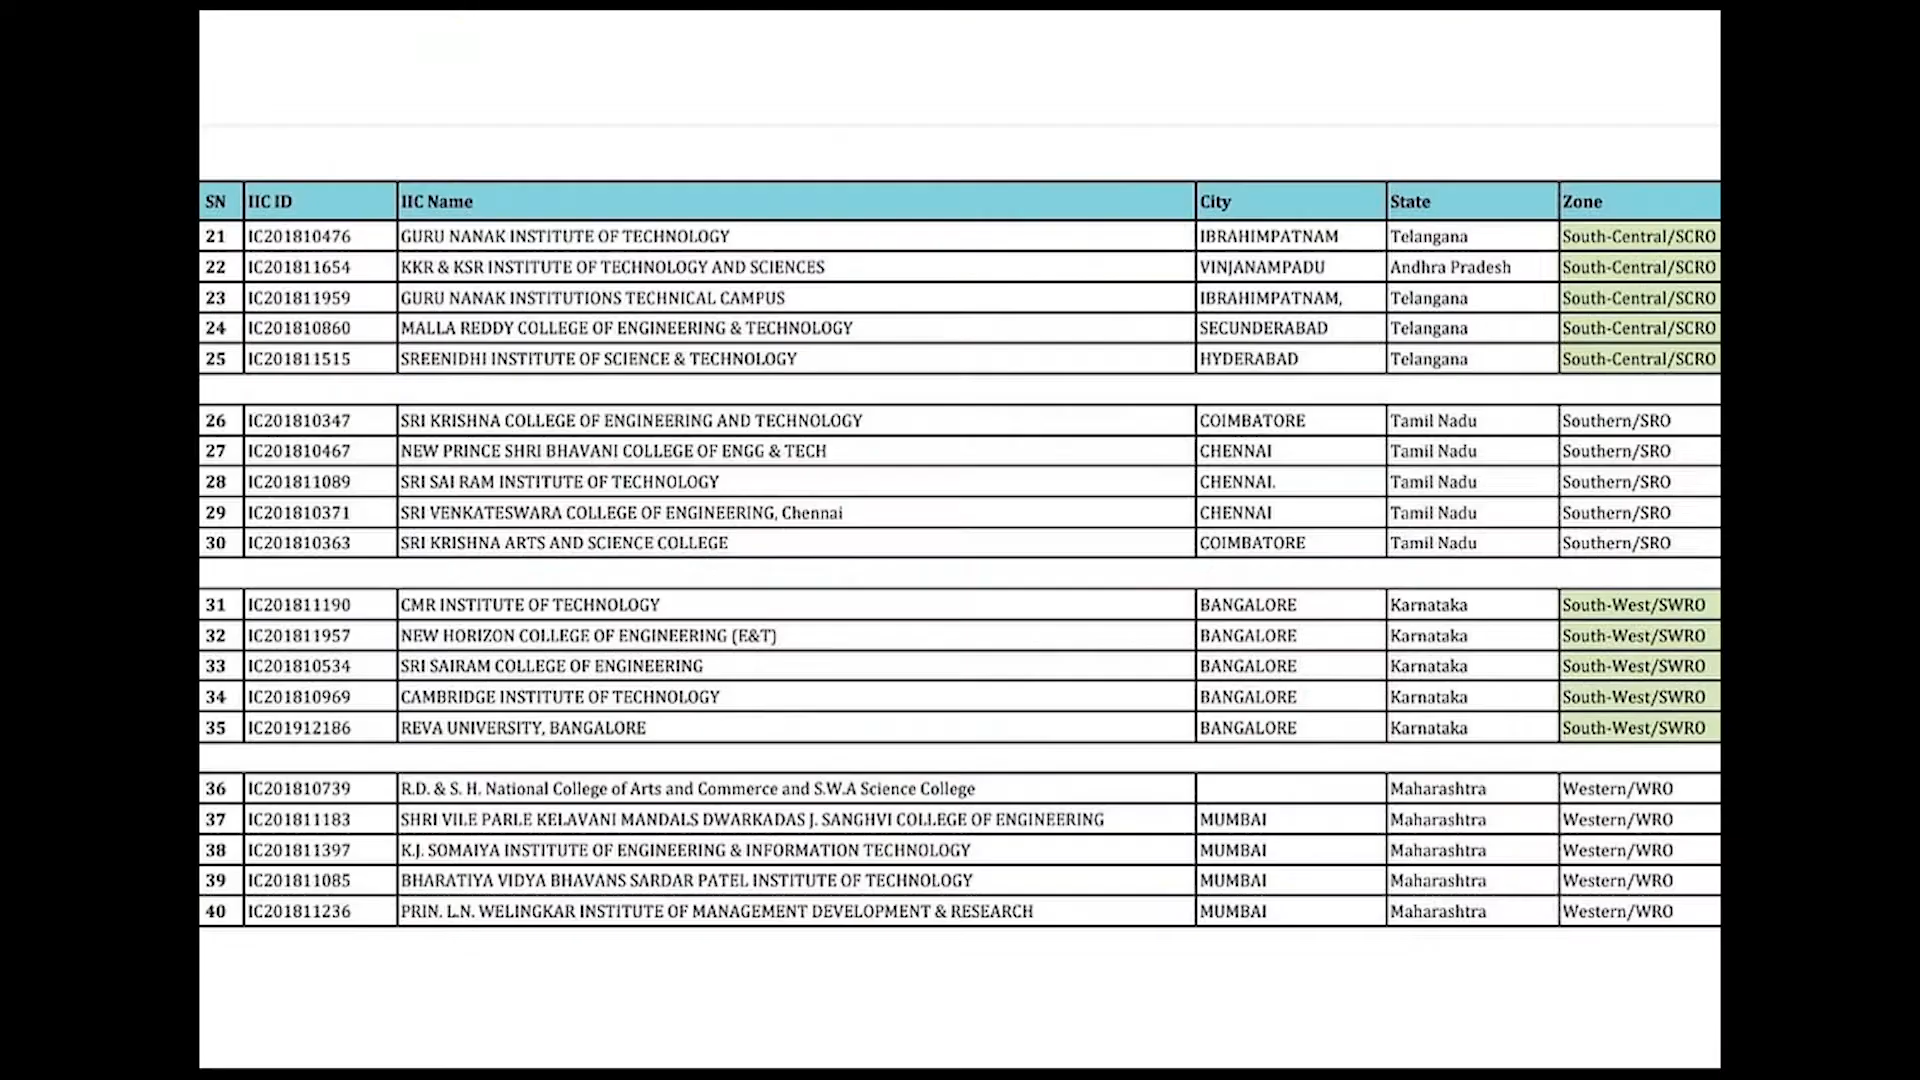 SN IIC ID IIC Name City State Zone
21 IC201810476 GURU NANAK INSTITUTE OF TECHNOLOGY IBRAHIMPATNAM Telangana South-Central/SCRO
22 IC201811654 KKR & KSR INSTITUTE OF TECHNOLOGY AND SCIENCES VINJANAMPADU Andhra Pradesh South-Central/SCRO
23 IC201811959 GURU NANAK INSTITUTIONS TECHNICAL CAMPUS IBRAHIMPATNAM, Telangana South-Central/SCRO
24 IC201810860 MALLA REDDY COLLEGE OF ENGINEERING & TECHNOLOGY SECUNDERABAD Telangana South-Central/SCRO
25 IC201811515 SREENIDHI INSTITUTE OF SCIENCE & TECHNOLOGY HYDERABAD Telangana South-Central/SCRO
26 IC201810347 SRI KRISHNA COLLEGE OF ENGINEERING AND TECHNOLOGY COIMBATORE Tamil Nadu Southern/SRO
27 IC201810467 NEW PRINCE SHRI BHAVANI COLLEGE OF ENGG & TECH CHENNAI Tamil Nadu Southern/SRO
28 IC201811089 SRI SAI RAM INSTITUTE OF TECHNOLOGY CHENNAI. Tamil Nadu Southern/SRO
29 IC201810371 SRI VENKATESWARA COLLEGE OF ENGINEERING, Chennai CHENNAI Tamil Nadu Southern/SRO
30 IC201810363 SRI KRISHNA ARTS AND SCIENCE COLLEGE COIMBATORE Tamil Nadu Southern/SRO
31 IC201811190 CMR INSTITUTE OF TECHNOLOGY BANGALORE Karnataka South-West/SWRO
32 IC201811957 NEW HORIZON COLLEGE OF ENGINEERING (E&T) BANGALORE Karnataka South-West/SWRO
33 IC201810534 SRI SAIRAM COLLEGE OF ENGINEERING BANGALORE Karnataka South-West/SWRO
34 IC201810969 CAMBRIDGE INSTITUTE OF TECHNOLOGY BANGALORE Karnataka South-West/SWRO
35 IC201912186 REVA UNIVERSITY, BANGALORE BANGALORE Karnataka South-West/SWRO
36 IC201810739 R.D. & S. H. National College of Arts and Commerce and S.W.A Science College Maharashtra Western/WRO
37 IC201811183 SHRI VILE PARLE KELAVANI MANDALS DWARKADAS J. SANGHVI COLLEGE OF ENGINEERING MUMBAI Maharashtra Western/WRO
38 IC201811397 K.J. SOMAIYA INSTITUTE OF ENGINEERING & INFORMATION TECHNOLOGY MUMBAI Maharashtra Western/WRO
39 IC201811085 BHARATIYA VIDYA BHAVANS SARDAR PATEL INSTITUTE OF TECHNOLOGY MUMBAI Maharashtra Western/WRO
40 IC201811236 PRIN. L.N. WELINGKAR INSTITUTE OF MANAGEMENT DEVELOPMENT & RESEARCH MUMBAI Maharashtra Western/WRO